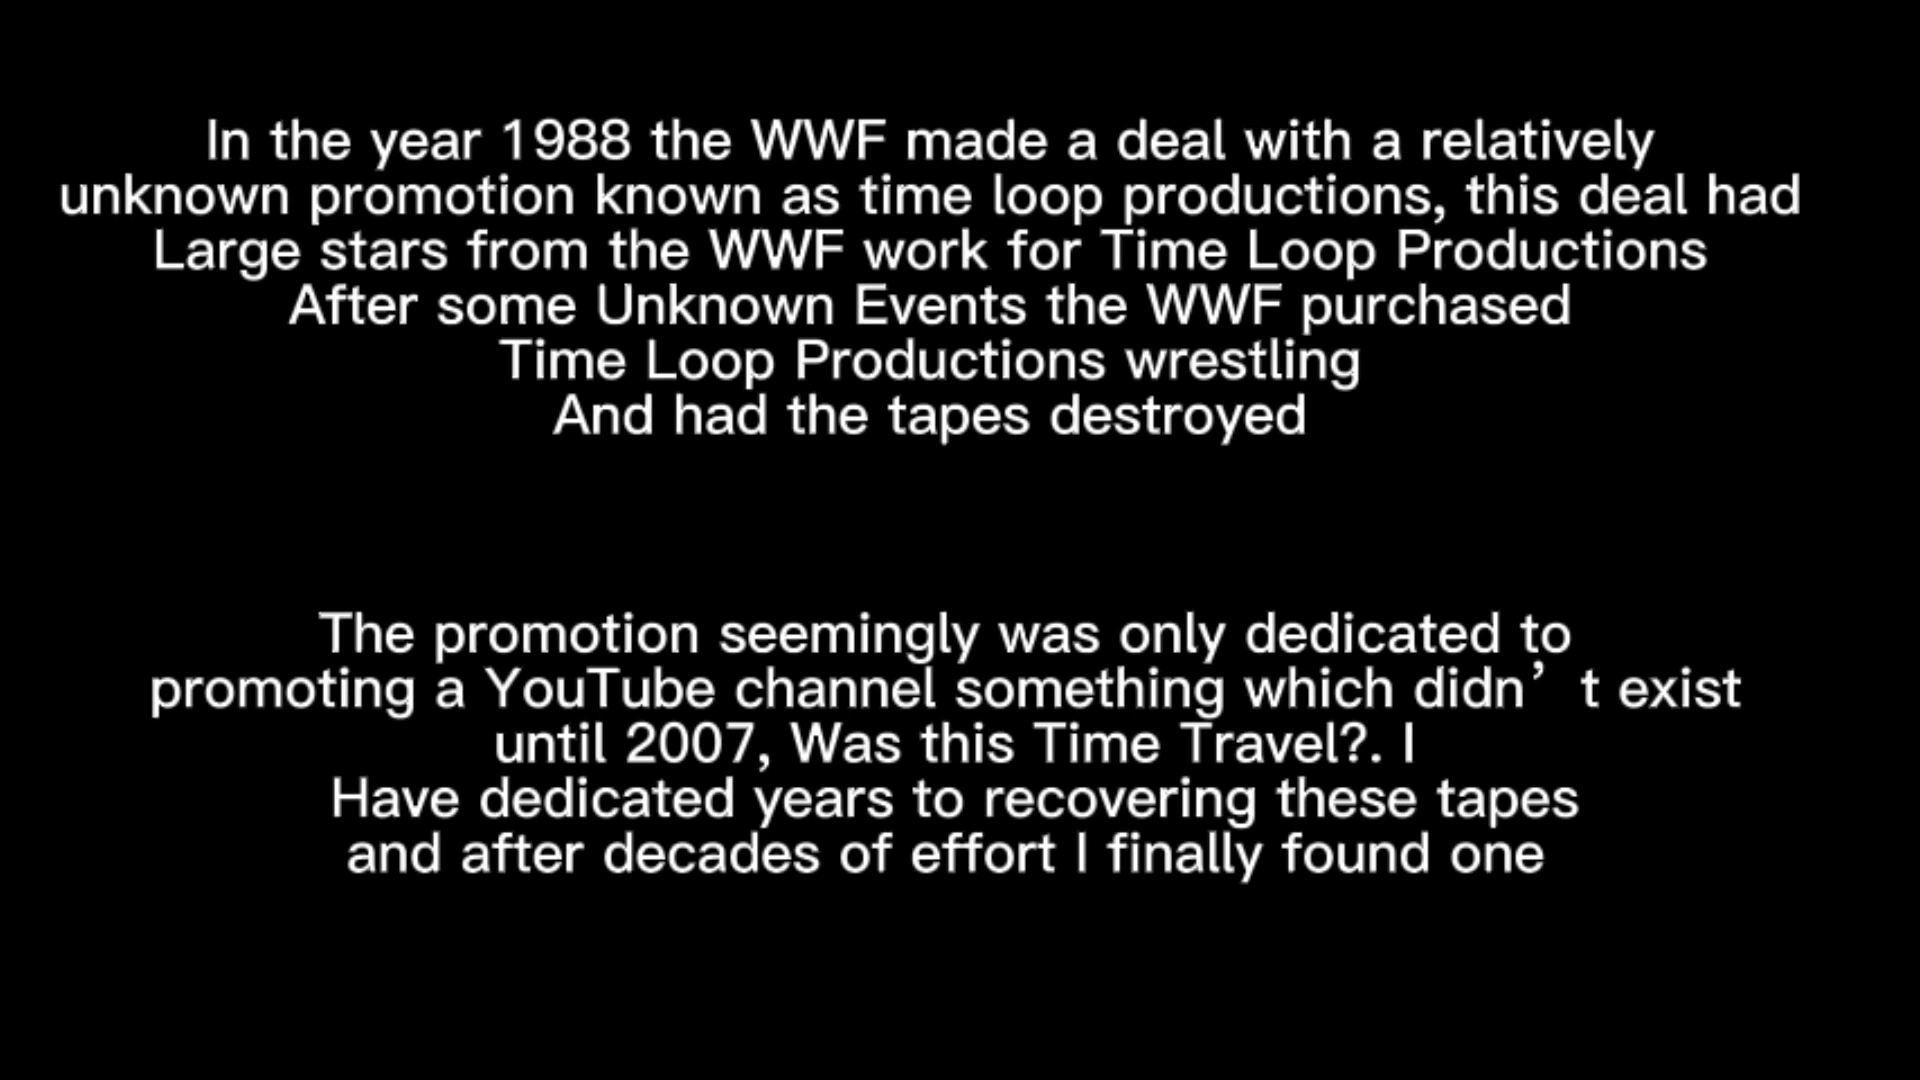 In the year 1988 the WWF made a deal with a relatively
unknown promotion known as time loop productions, this deal had
Large stars from the WWF work for Time Loop Productions
After some Unknown Events the WWF purchased
Time Loop Productions wrestling
And had the tapes destroyed
The promotion seemingly was only dedicated to
promoting a YouTube channel something which didn’t exist
until 2007, Was this Time Travel?. I
Have dedicated years to recovering these tapes
and after decades of effort I finally found one